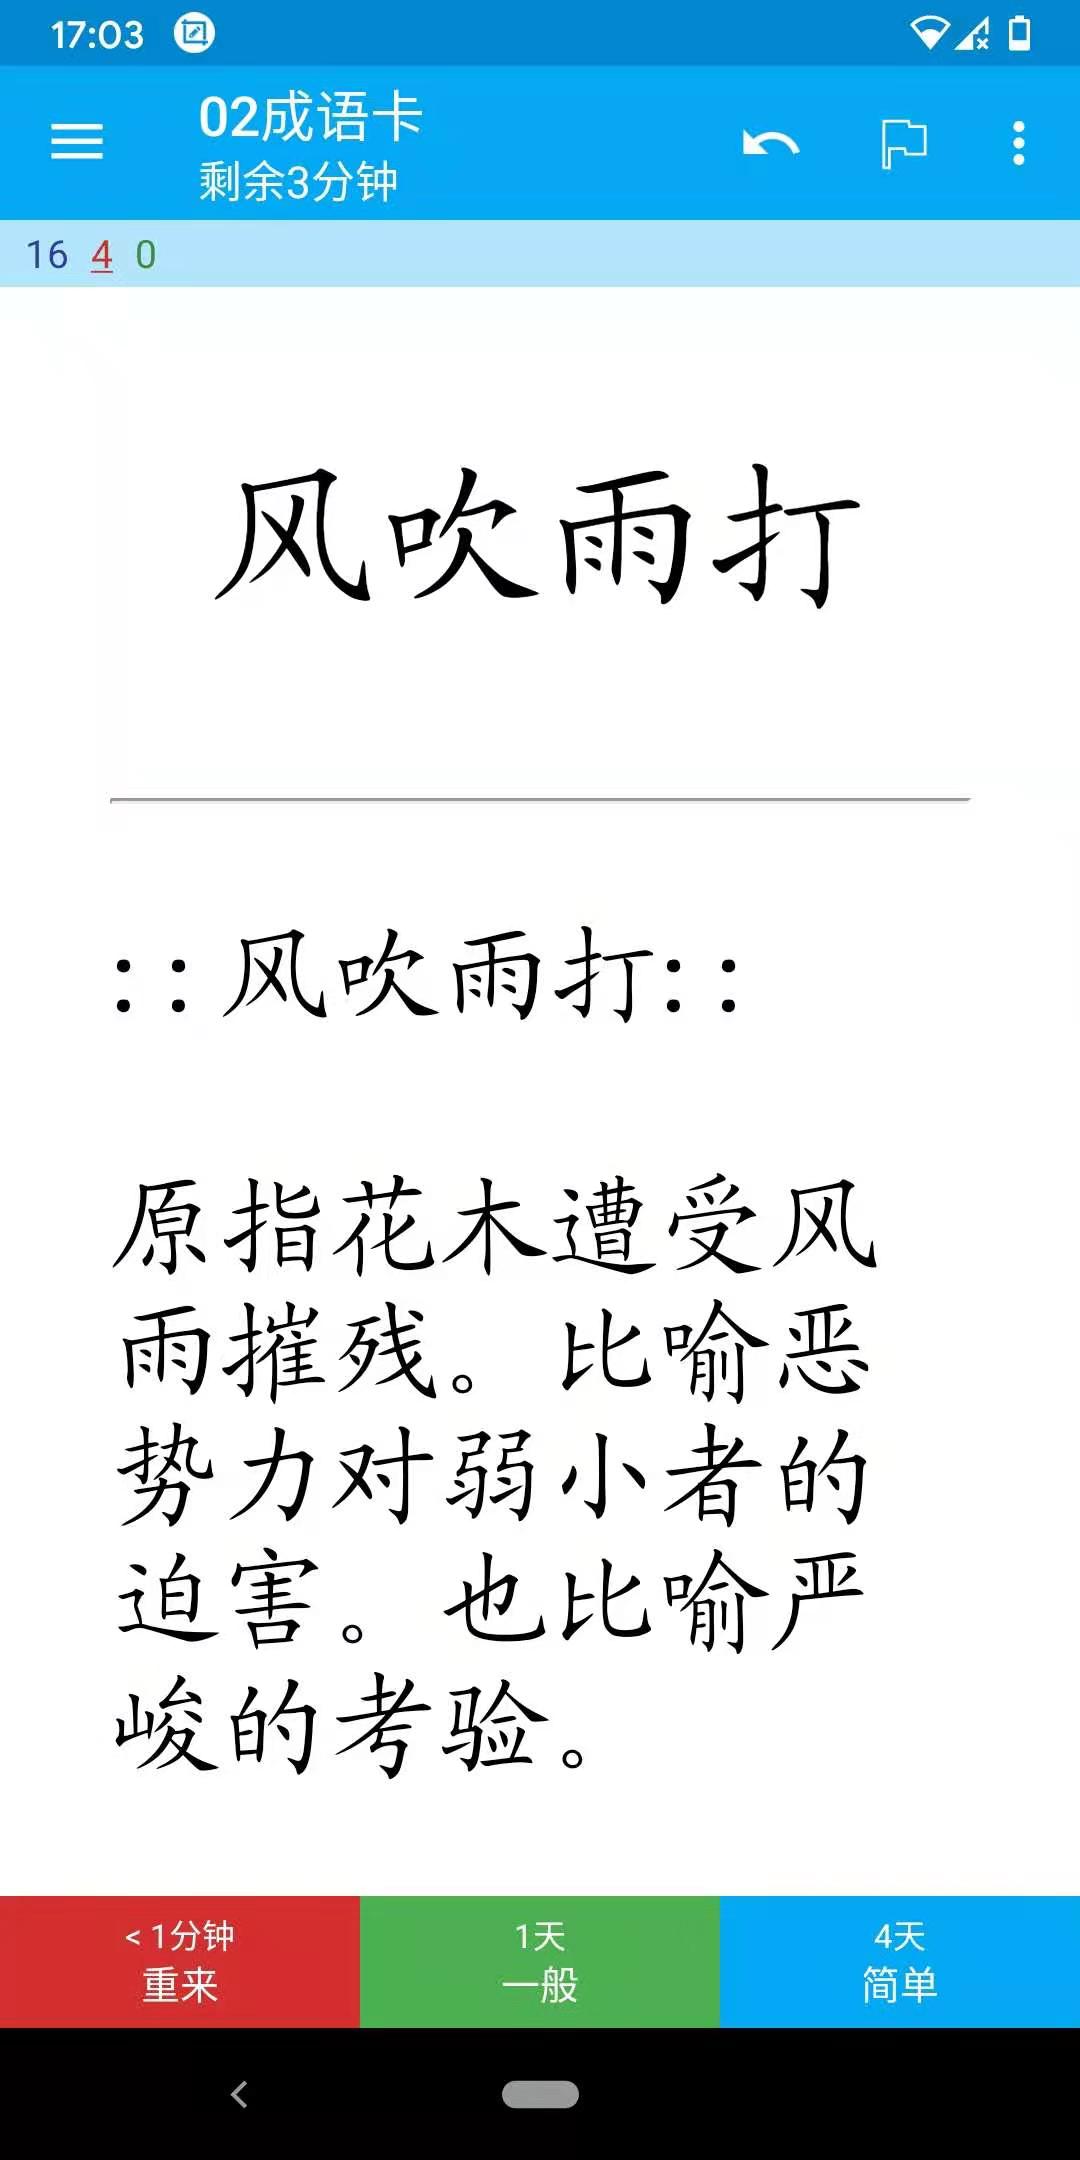 17:03
02成语卡
剩余3分钟
16 4 0
风吹雨打
::风吹雨打::
原指花木遭受风
雨摧残。比喻恶
势力对弱小者的
迫害。也比喻严
峻的考验。
< 1分钟 1天 4天
重来 一般 简单